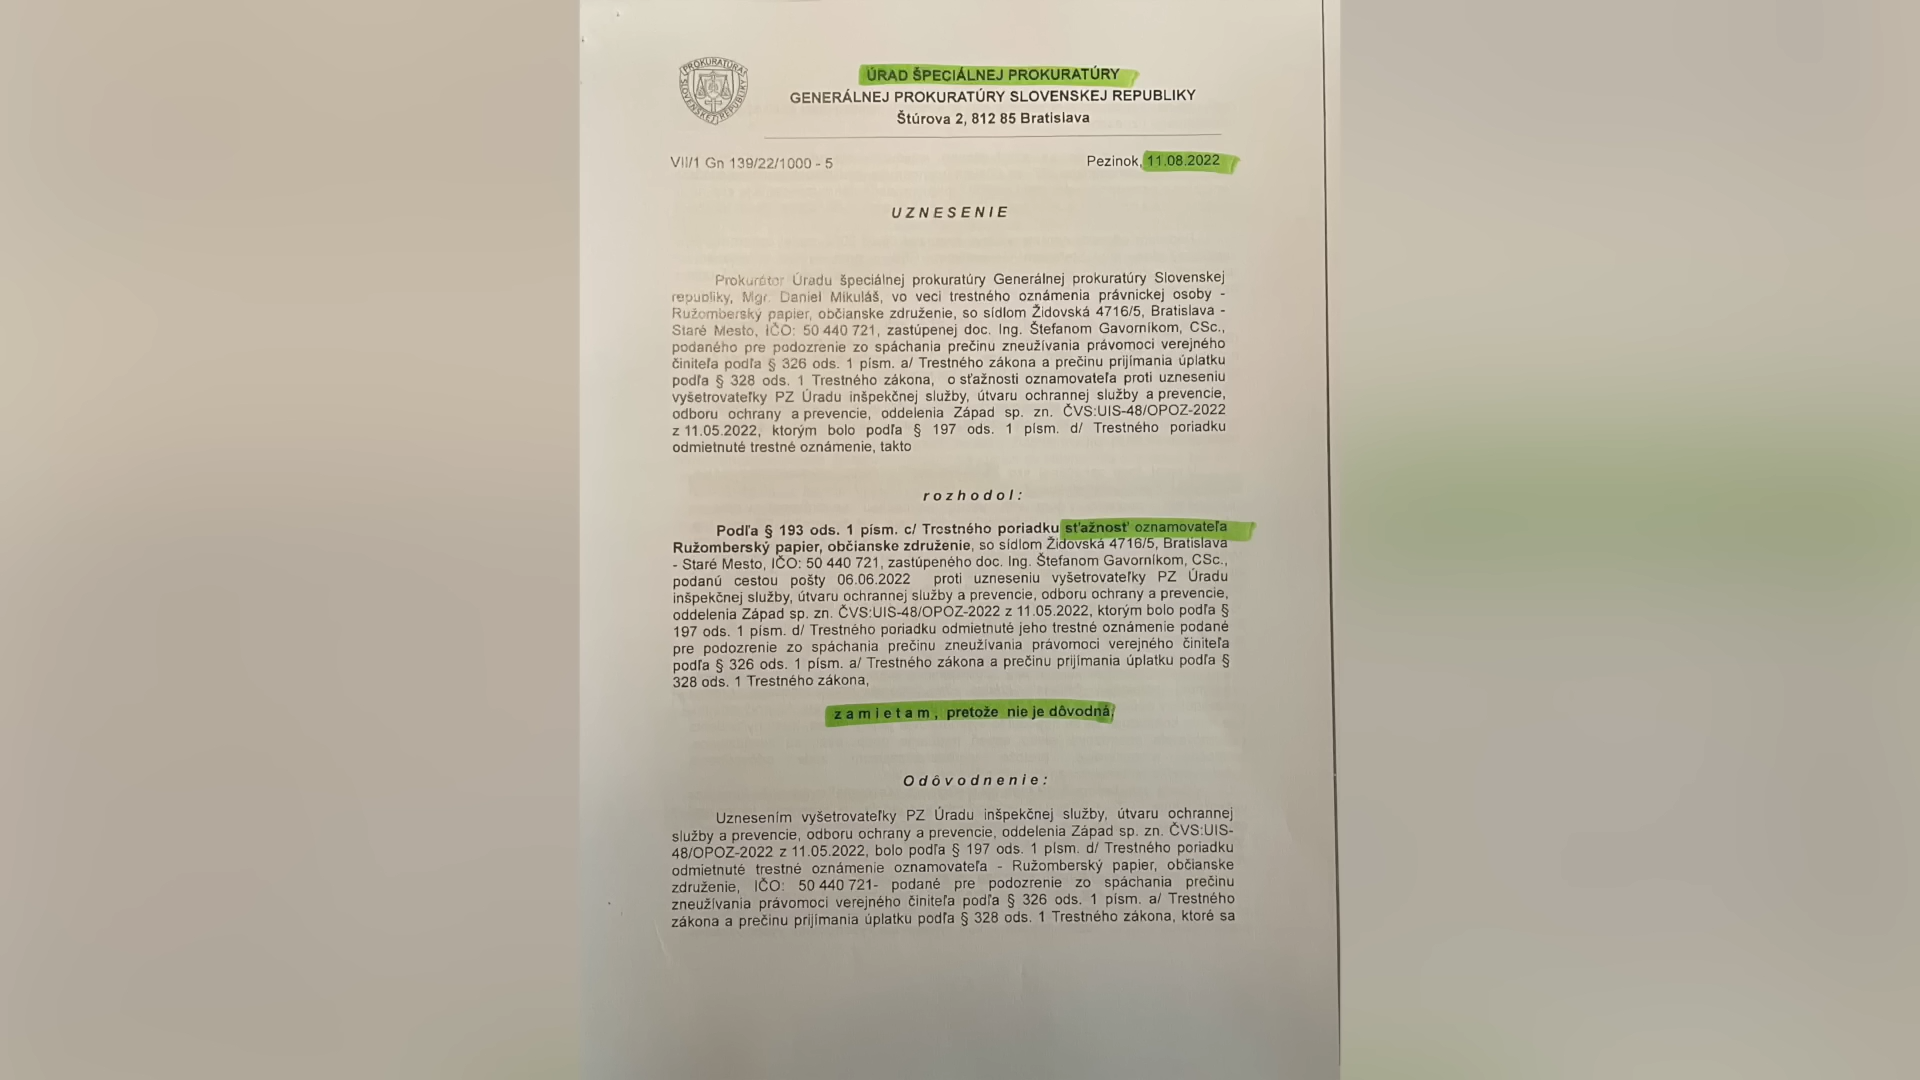 PROKURATÚRA
SLOVENSKEJ REPUBLIKY
ÚRAD ŠPECIÁLNEJ PROKURATÚRY
GENERÁLNEJ PROKURATÚRY SLOVENSKEJ REPUBLIKY
Štúrova 2, 812 85 Bratislava
VII/1 Gn 139/22/1000 - 5
Pezinok, 11.08.2022
UZNESENIE
Prokurátor Úradu špeciálnej prokuratúry Generálnej prokuratúry Slovenskej
republiky, Mgr. Daniel Mikuláš, vo veci trestného oznámenia právnickej osoby -
Ružomberský papier, občianske združenie, so sídlom Židovská 4716/5, Bratislava -
Staré Mesto, IČO: 50 440 721, zastúpenej doc. Ing. Štefanom Gavorníkom, CSc.,
podaného pre podozrenie zo spáchania prečinu zneužívania právomoci verejného
činiteľa podľa § 326 ods. 1 písm. a/ Trestného zákona a prečinu prijímania úplatku
podľa § 328 ods. 1 Trestného zákona, o sťažnosti oznamovateľa proti uzneseniu
vyšetrovateľky PZ Úradu inšpekčnej služby, útvaru ochrannej služby a prevencie,
odboru ochrany a prevencie, oddelenia Západ sp. zn. ČVS:UIS-48/OPOZ-2022
z 11.05.2022, ktorým bolo podľa § 197 ods. 1 písm. d/ Trestného poriadku
odmietnuté trestné oznámenie, takto
rozhodol:
Podľa § 193 ods. 1 písm. c/ Trestného poriadku sťažnosť oznamovateľa
Ružomberský papier, občianske združenie, so sídlom Židovská 4716/5, Bratislava
- Staré Mesto, IČO: 50 440 721, zastúpeného doc. Ing. Štefanom Gavorníkom, CSc.,
podanú cestou pošty 06.06.2022 proti uzneseniu vyšetrovateľky PZ Úradu
inšpekčnej služby, útvaru ochrannej služby a prevencie, odboru ochrany a prevencie,
oddelenia Západ sp. zn. ČVS:UIS-48/OPOZ-2022 z 11.05.2022, ktorým bolo podľa §
197 ods. 1 písm. d/ Trestného poriadku odmietnuté jeho trestné oznámenie podané
pre podozrenie zo spáchania prečinu zneužívania právomoci verejného činiteľa
podľa § 326 ods. 1 písm. a/ Trestného zákona a prečinu prijímania úplatku podľa §
328 ods. 1 Trestného zákona,
zamietam, pretože nie je dôvodná.
Odôvodnenie:
Uznesením vyšetrovateľky PZ Úradu inšpekčnej služby, útvaru ochrannej
služby a prevencie, odboru ochrany a prevencie, oddelenia Západ sp. zn. ČVS:UIS-
48/OPOZ-2022 z 11.05.2022, bolo podľa § 197 ods. 1 písm. d/ Trestného poriadku
odmietnuté trestné oznámenie oznamovateľa - Ružomberský papier, občianske
združenie, IČO: 50 440 721- podané pre podozrenie zo spáchania prečinu
zneužívania právomoci verejného činiteľa podľa § 326 ods. 1 písm. a/ Trestného
zákona a prečinu prijímania úplatku podľa § 328 ods. 1 Trestného zákona, ktoré sa